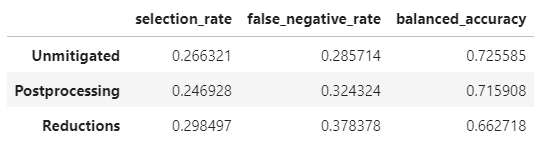 selection_rate false_negative_rate balanced_accuracy
Unmitigated 0.266321 0.285714 0.725585
Postprocessing 0.246928 0.324324 0.715908
Reductions 0.298497 0.378378 0.662718